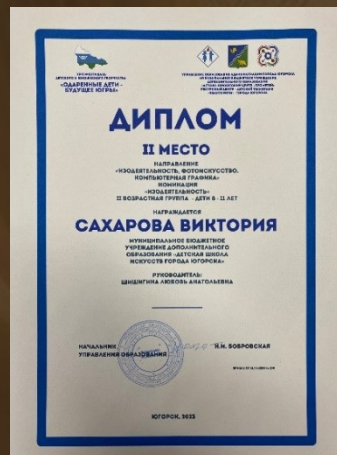 «ОДАРЕННЫЕ ДЕТИ -
БУДУЩЕЕ ЮГРЫ»
ДИПЛОМ
II МЕСТО
НАПРАВЛЕНИЕ
«ИЗОДЕЯТЕЛЬНОСТЬ, ФОТОИСКУССТВО,
КОМПЬЮТЕРНАЯ ГРАФИКА»
НОМИНАЦИЯ
«ИЗОДЕЯТЕЛЬНОСТЬ»
II ВОЗРАСТНАЯ ГРУППА - ДЕТИ 8 - 11 ЛЕТ
НАГРАЖДАЕТСЯ
САХАРОВА ВИКТОРИЯ
МУНИЦИПАЛЬНОЕ БЮДЖЕТНОЕ
УЧРЕЖДЕНИЕ ДОПОЛНИТЕЛЬНОГО
ОБРАЗОВАНИЯ «ДЕТСКАЯ ШКОЛА
ИСКУССТВ ГОРОДА ЮГОРСКА»
РУКОВОДИТЕЛЬ:
ШИШИГИНА ЛЮБОВЬ АНАТОЛЬЕВНА
НАЧАЛЬНИК
УПРАВЛЕНИЯ ОБРАЗОВАНИЯ
Н.И. БОБРОВСКАЯ
ЮГОРСК, 2023